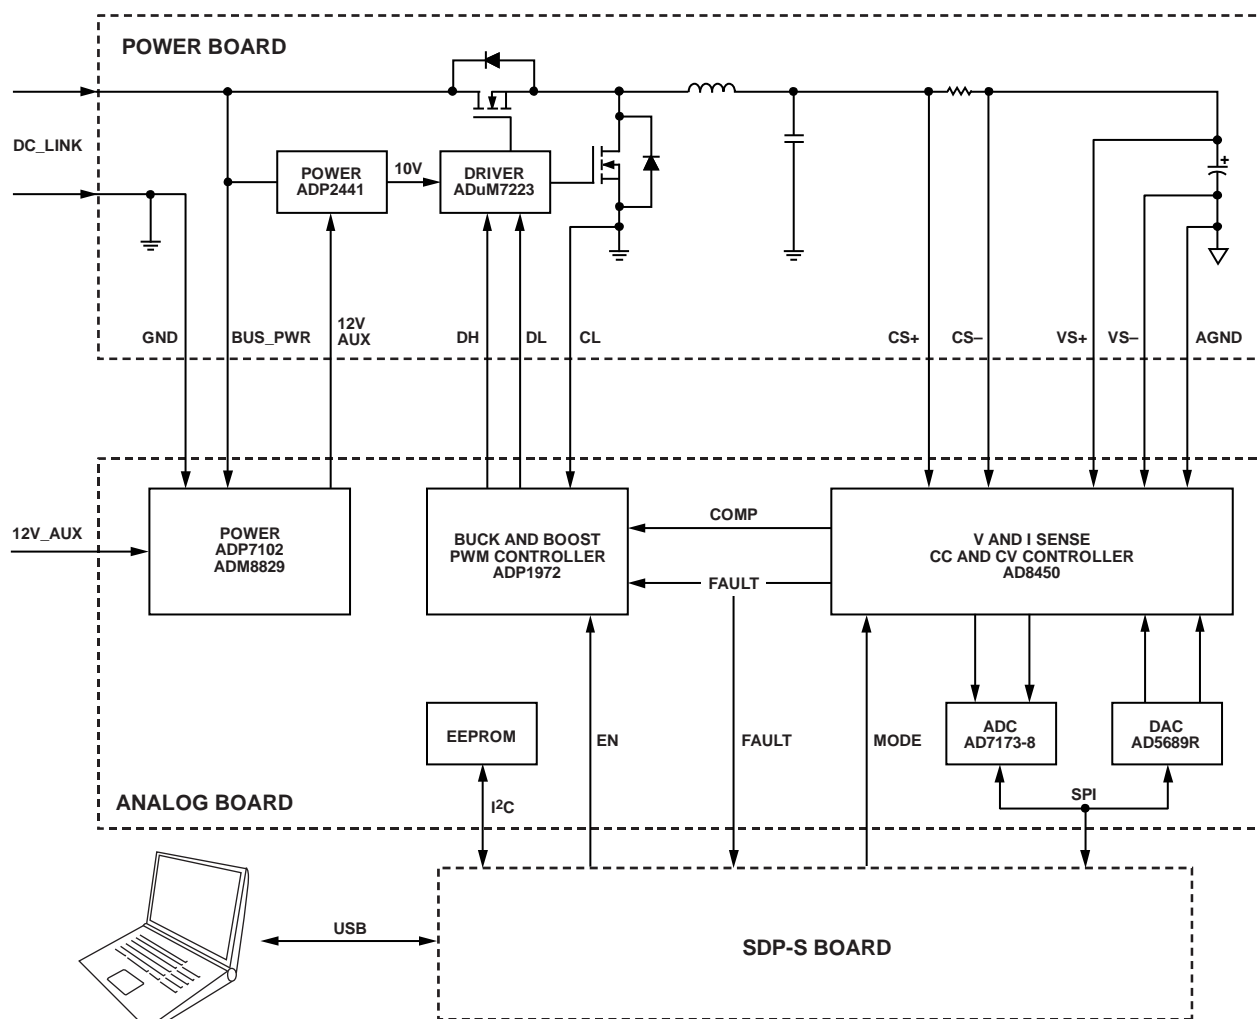 POWER BOARD
DC_LINK
POWER
ADP2441
10V
DRIVER
ADuM7223
+
GND
BUS_PWR
12V
AUX
DH
DL
CL
CS+
CS–
VS+
VS–
AGND
12V_AUX
POWER
ADP7102
ADM8829
BUCK AND BOOST
PWM CONTROLLER
ADP1972
COMP
FAULT
V AND I SENSE
CC AND CV CONTROLLER
AD8450
EEPROM
EN
FAULT
MODE
ADC
AD7173-8
DAC
AD5689R
SPI
I2C
ANALOG BOARD
USB
SDP-S BOARD